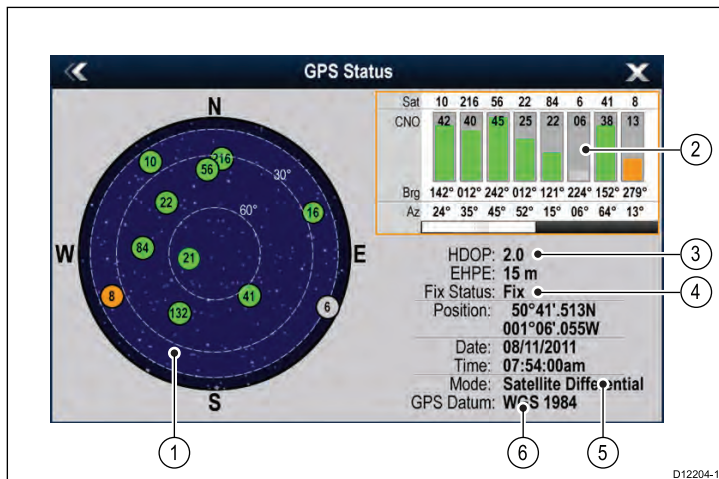 GPS Status
N
W
E
S
30°
60°
10
216
56
22
16
84
21
8
41
132
6
Sat 10 216 56 22 84 6 41 8
CNO 42 40 45 25 22 06 38 13
Brg 142° 012° 242° 012° 121° 224° 152° 279°
Az 24° 35° 45° 52° 15° 06° 64° 13°
HDOP: 2.0
EHPE: 15 m
Fix Status: Fix
Position: 50°41'.513N
001°06'.055W
Date: 08/11/2011
Time: 07:54:00am
Mode: Satellite Differential
GPS Datum: WGS 1984
1
2
3
4
5
6
D12204-1